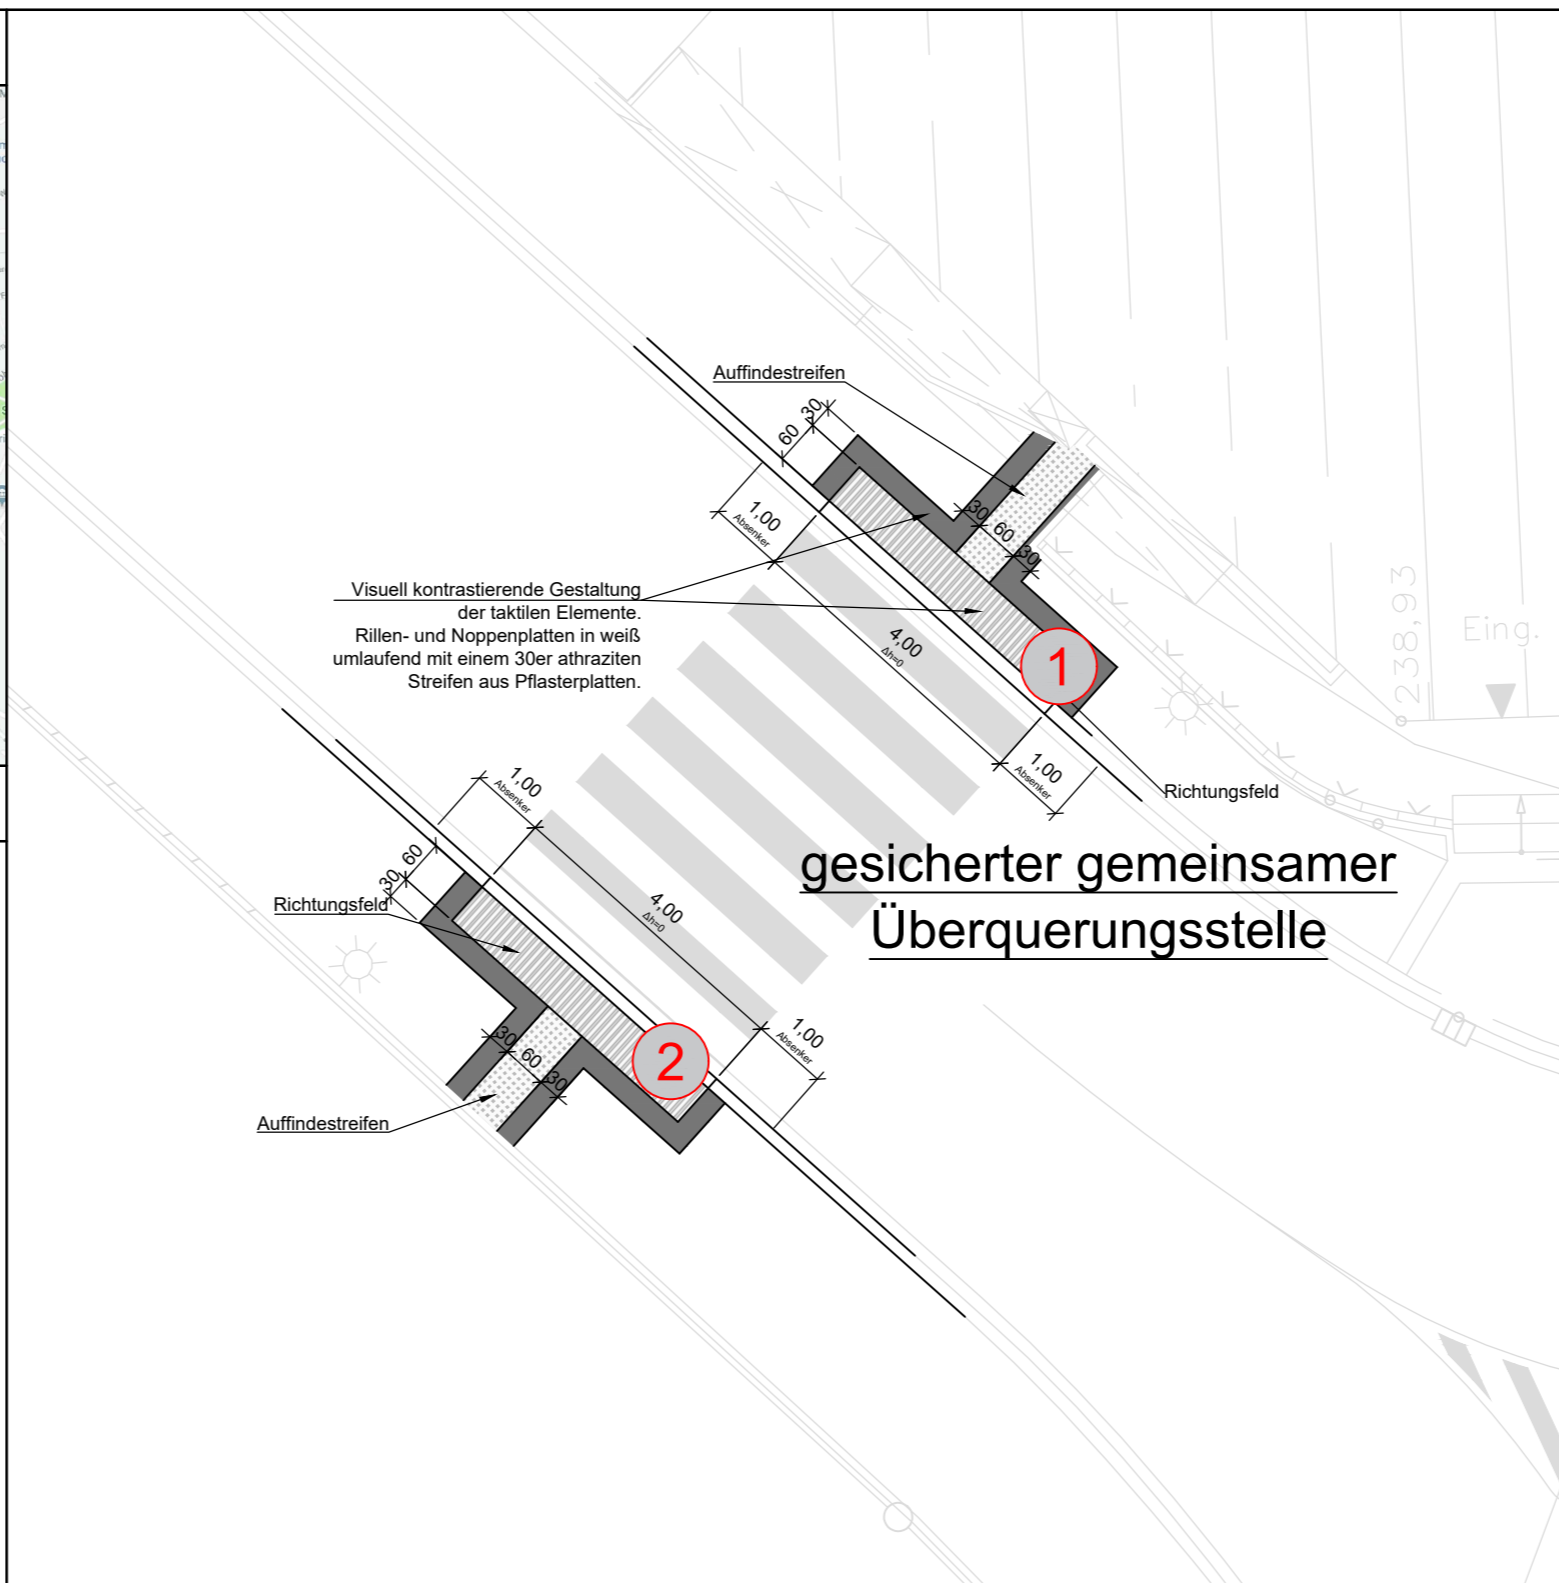 Auffindestreifen
30
60
1,00
Absenker
30
60
30
Visuell kontrastierende Gestaltung
der taktilen Elemente.
Rillen- und Noppenplatten in weiß
umlaufend mit einem 30er athraziten
Streifen aus Pflasterplatten.
4,00
Δh=0
1
238,93
Eing.
1,00
Absenker
Richtungsfeld
1,00
Absenker
gesicherter gemeinsamer
Überquerungsstelle
60
30
Richtungsfeld
4,00
Δh=0
30
60
30
2
1,00
Absenker
Auffindestreifen